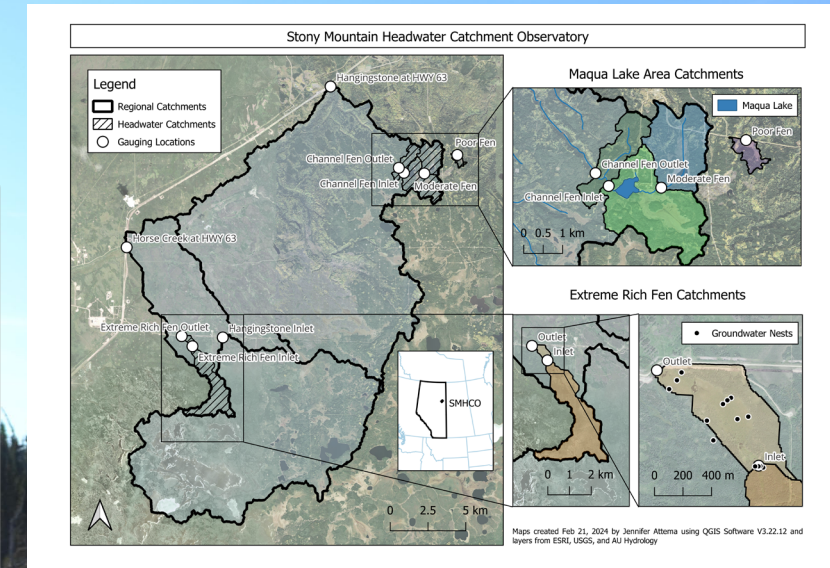 Stony Mountain Headwater Catchment Observatory
Legend
Regional Catchments
Headwater Catchments
Gauging Locations
Hangingstone at HWY 63
Poor Fen
Channel Fen Outlet
Channel Fen Inlet
Moderate Fen
Horse Creek at HWY 63
Extreme Rich Fen Outlet
Hangingstone Inlet
Extreme Rich Fen Inlet
SMHCO
0 2.5 5 km
Maqua Lake Area Catchments
Maqua Lake
Poor Fen
Channel Fen Outlet
Moderate Fen
Channel Fen Inlet
0 0.5 1 km
Extreme Rich Fen Catchments
Outlet
Inlet
0 1 2 km
Groundwater Nests
Outlet
Inlet
0 200 400 m
Maps created Feb 21, 2024 by Jennifer Attema using QGIS Software V3.22.12 and
layers from ESRI, USGS, and AU Hydrology